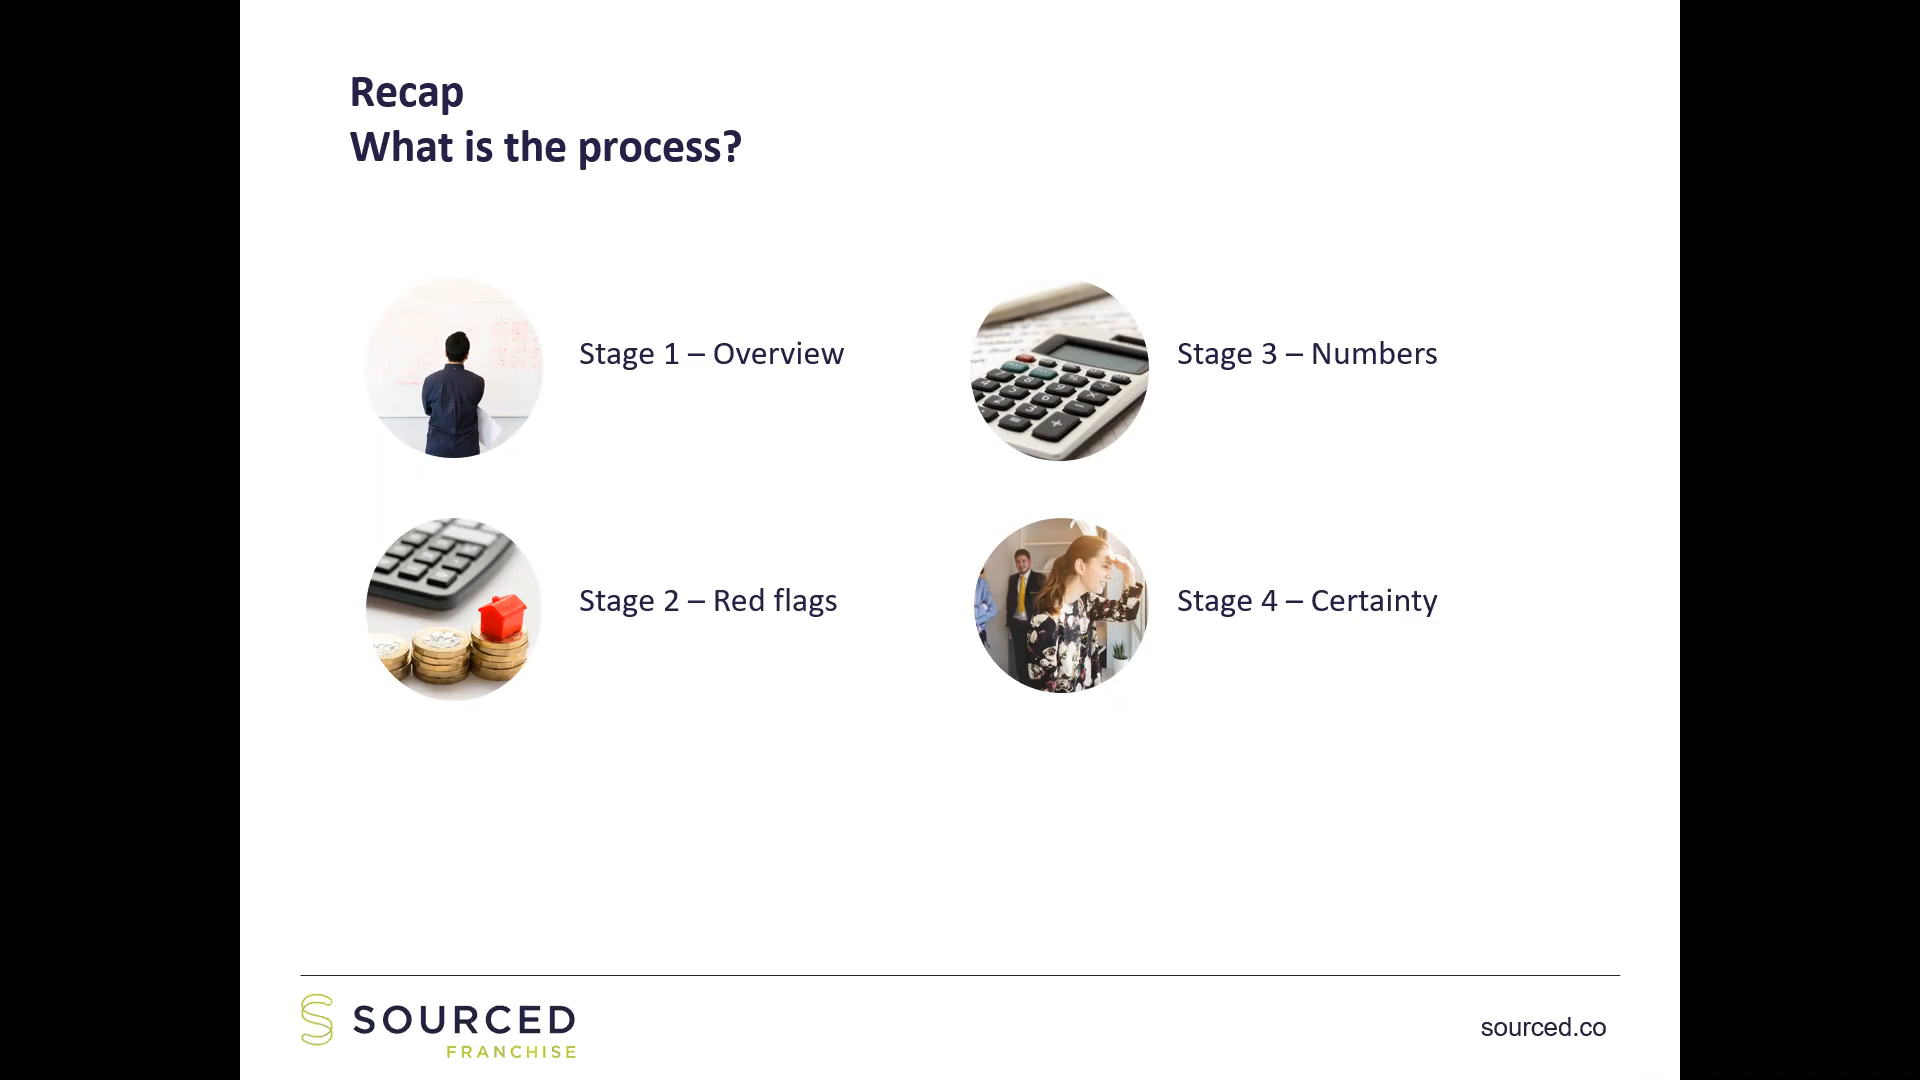 Recap
What is the process?
Stage 1 – Overview
Stage 3 – Numbers
Stage 2 – Red flags
Stage 4 – Certainty
SOURCED
FRANCHISE
sourced.co